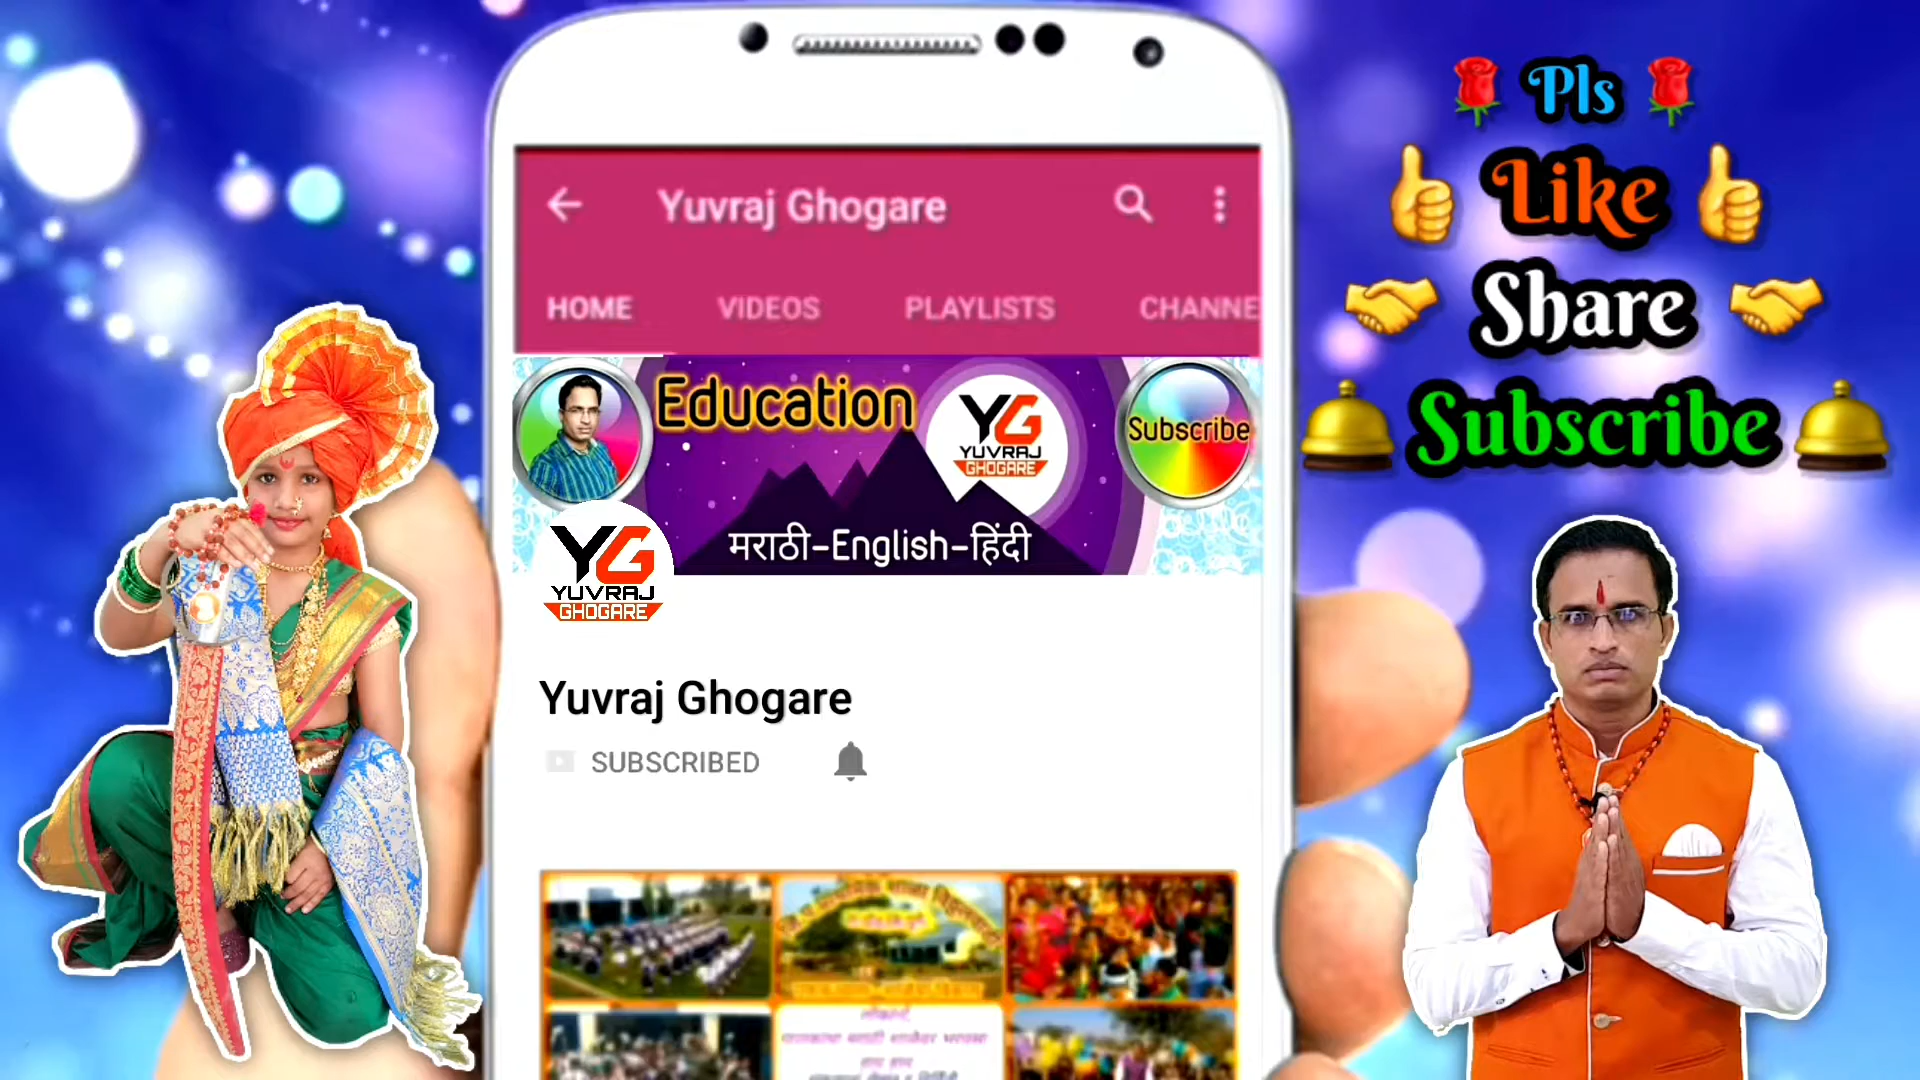 Yuvraj Ghogare
HOME VIDEOS PLAYLISTS CHANNE
Education
YG
YUVRAJ
GHOGARE
Subscribe
मराठी-English-हिंदी
YG
YUVRAJ
GHOGARE
Yuvraj Ghogare
SUBSCRIBED
Pls
Like
Share
Subscribe